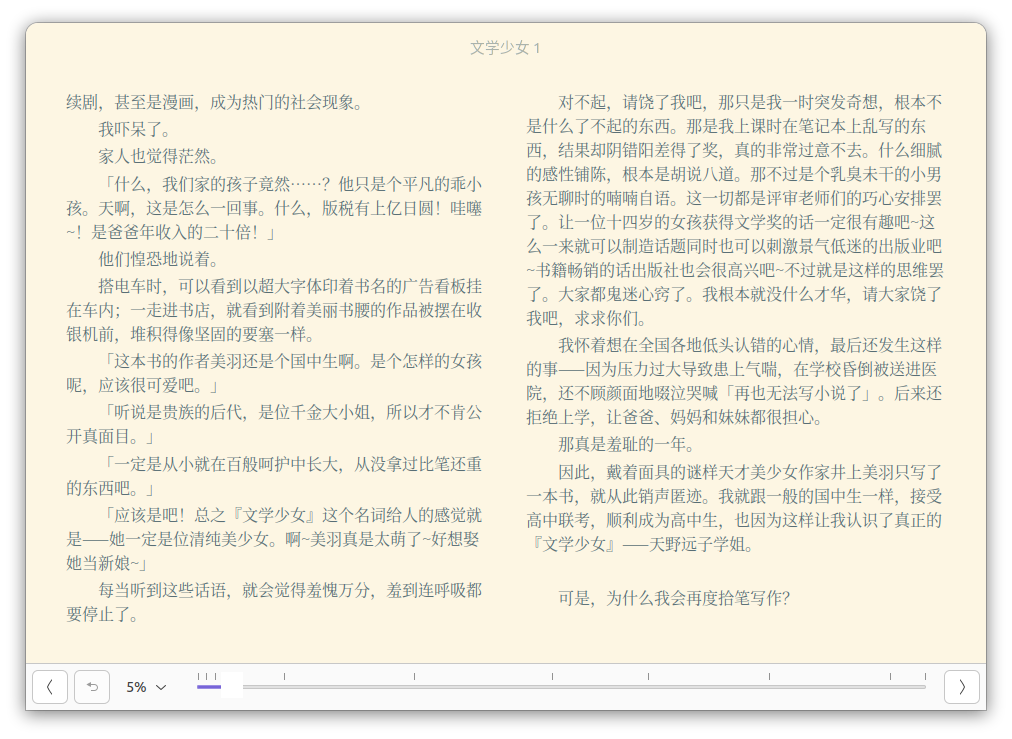 文学少女 1
续剧，甚至是漫画，成为热门的社会现象。
我吓呆了。
家人也觉得茫然。
「什么，我们家的孩子竟然……？他只是个平凡的乖小
孩。天啊，这是怎么一回事。什么，版税有上亿日圆！哇噻
~！是爸爸年收入的二十倍！」
他们惶恐地说着。
搭电车时，可以看到以超大字体印着书名的广告看板挂
在车内；一走进书店，就看到附着美丽书腰的作品被摆在收
银机前，堆积得像坚固的要塞一样。
「这本书的作者美羽还是个国中生啊。是个怎样的女孩
呢，应该很可爱吧。」
「听说是贵族的后代，是位千金大小姐，所以才不肯公
开真面目。」
「一定是从小就在百般呵护中长大，从没拿过比笔还重
的东西吧。」
「应该是吧！总之『文学少女』这个名词给人的感觉就
是——她一定是位清纯美少女。啊~美羽真是太萌了~好想娶
她当新娘~」
每当听到这些话语，就会觉得羞愧万分，羞到连呼吸都
要停止了。
对不起，请饶了我吧，那只是我一时突发奇想，根本不
是什么了不起的东西。那是我上课时在笔记本上乱写的东
西，结果却阴错阳差得了奖，真的非常过意不去。什么细腻
的感性铺陈，根本是胡说八道。那不过是个乳臭未干的小男
孩无聊时的喃喃自语。这一切都是评审老师们的巧心安排罢
了。让一位十四岁的女孩获得文学奖的话一定很有趣吧~这
么一来就可以制造话题同时也可以刺激景气低迷的出版业吧
~书籍畅销的话出版社也会很高兴吧~不过就是这样的思维罢
了。大家都鬼迷心窍了。我根本就没什么才华，请大家饶了
我吧，求求你们。
我怀着想在全国各地低头认错的心情，最后还发生这样
的事——因为压力过大导致患上气喘，在学校昏倒被送进医
院，还不顾颜面地啜泣哭喊「再也无法写小说了」。后来还
拒绝上学，让爸爸、妈妈和妹妹都很担心。
那真是羞耻的一年。
因此，戴着面具的谜样天才美少女作家井上美羽只写了
一本书，就从此销声匿迹。我就跟一般的国中生一样，接受
高中联考，顺利成为高中生，也因为这样让我认识了真正的
『文学少女』——天野远子学姐。
可是，为什么我会再度拾笔写作？
5%